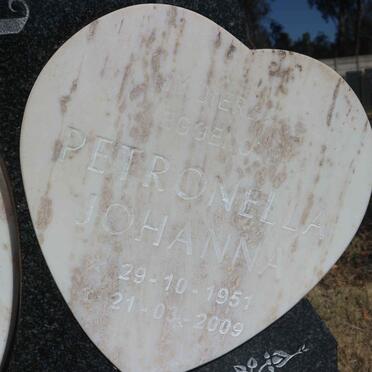 PETRONELLA
JOHANNA
29-10-1951
21-03-2009